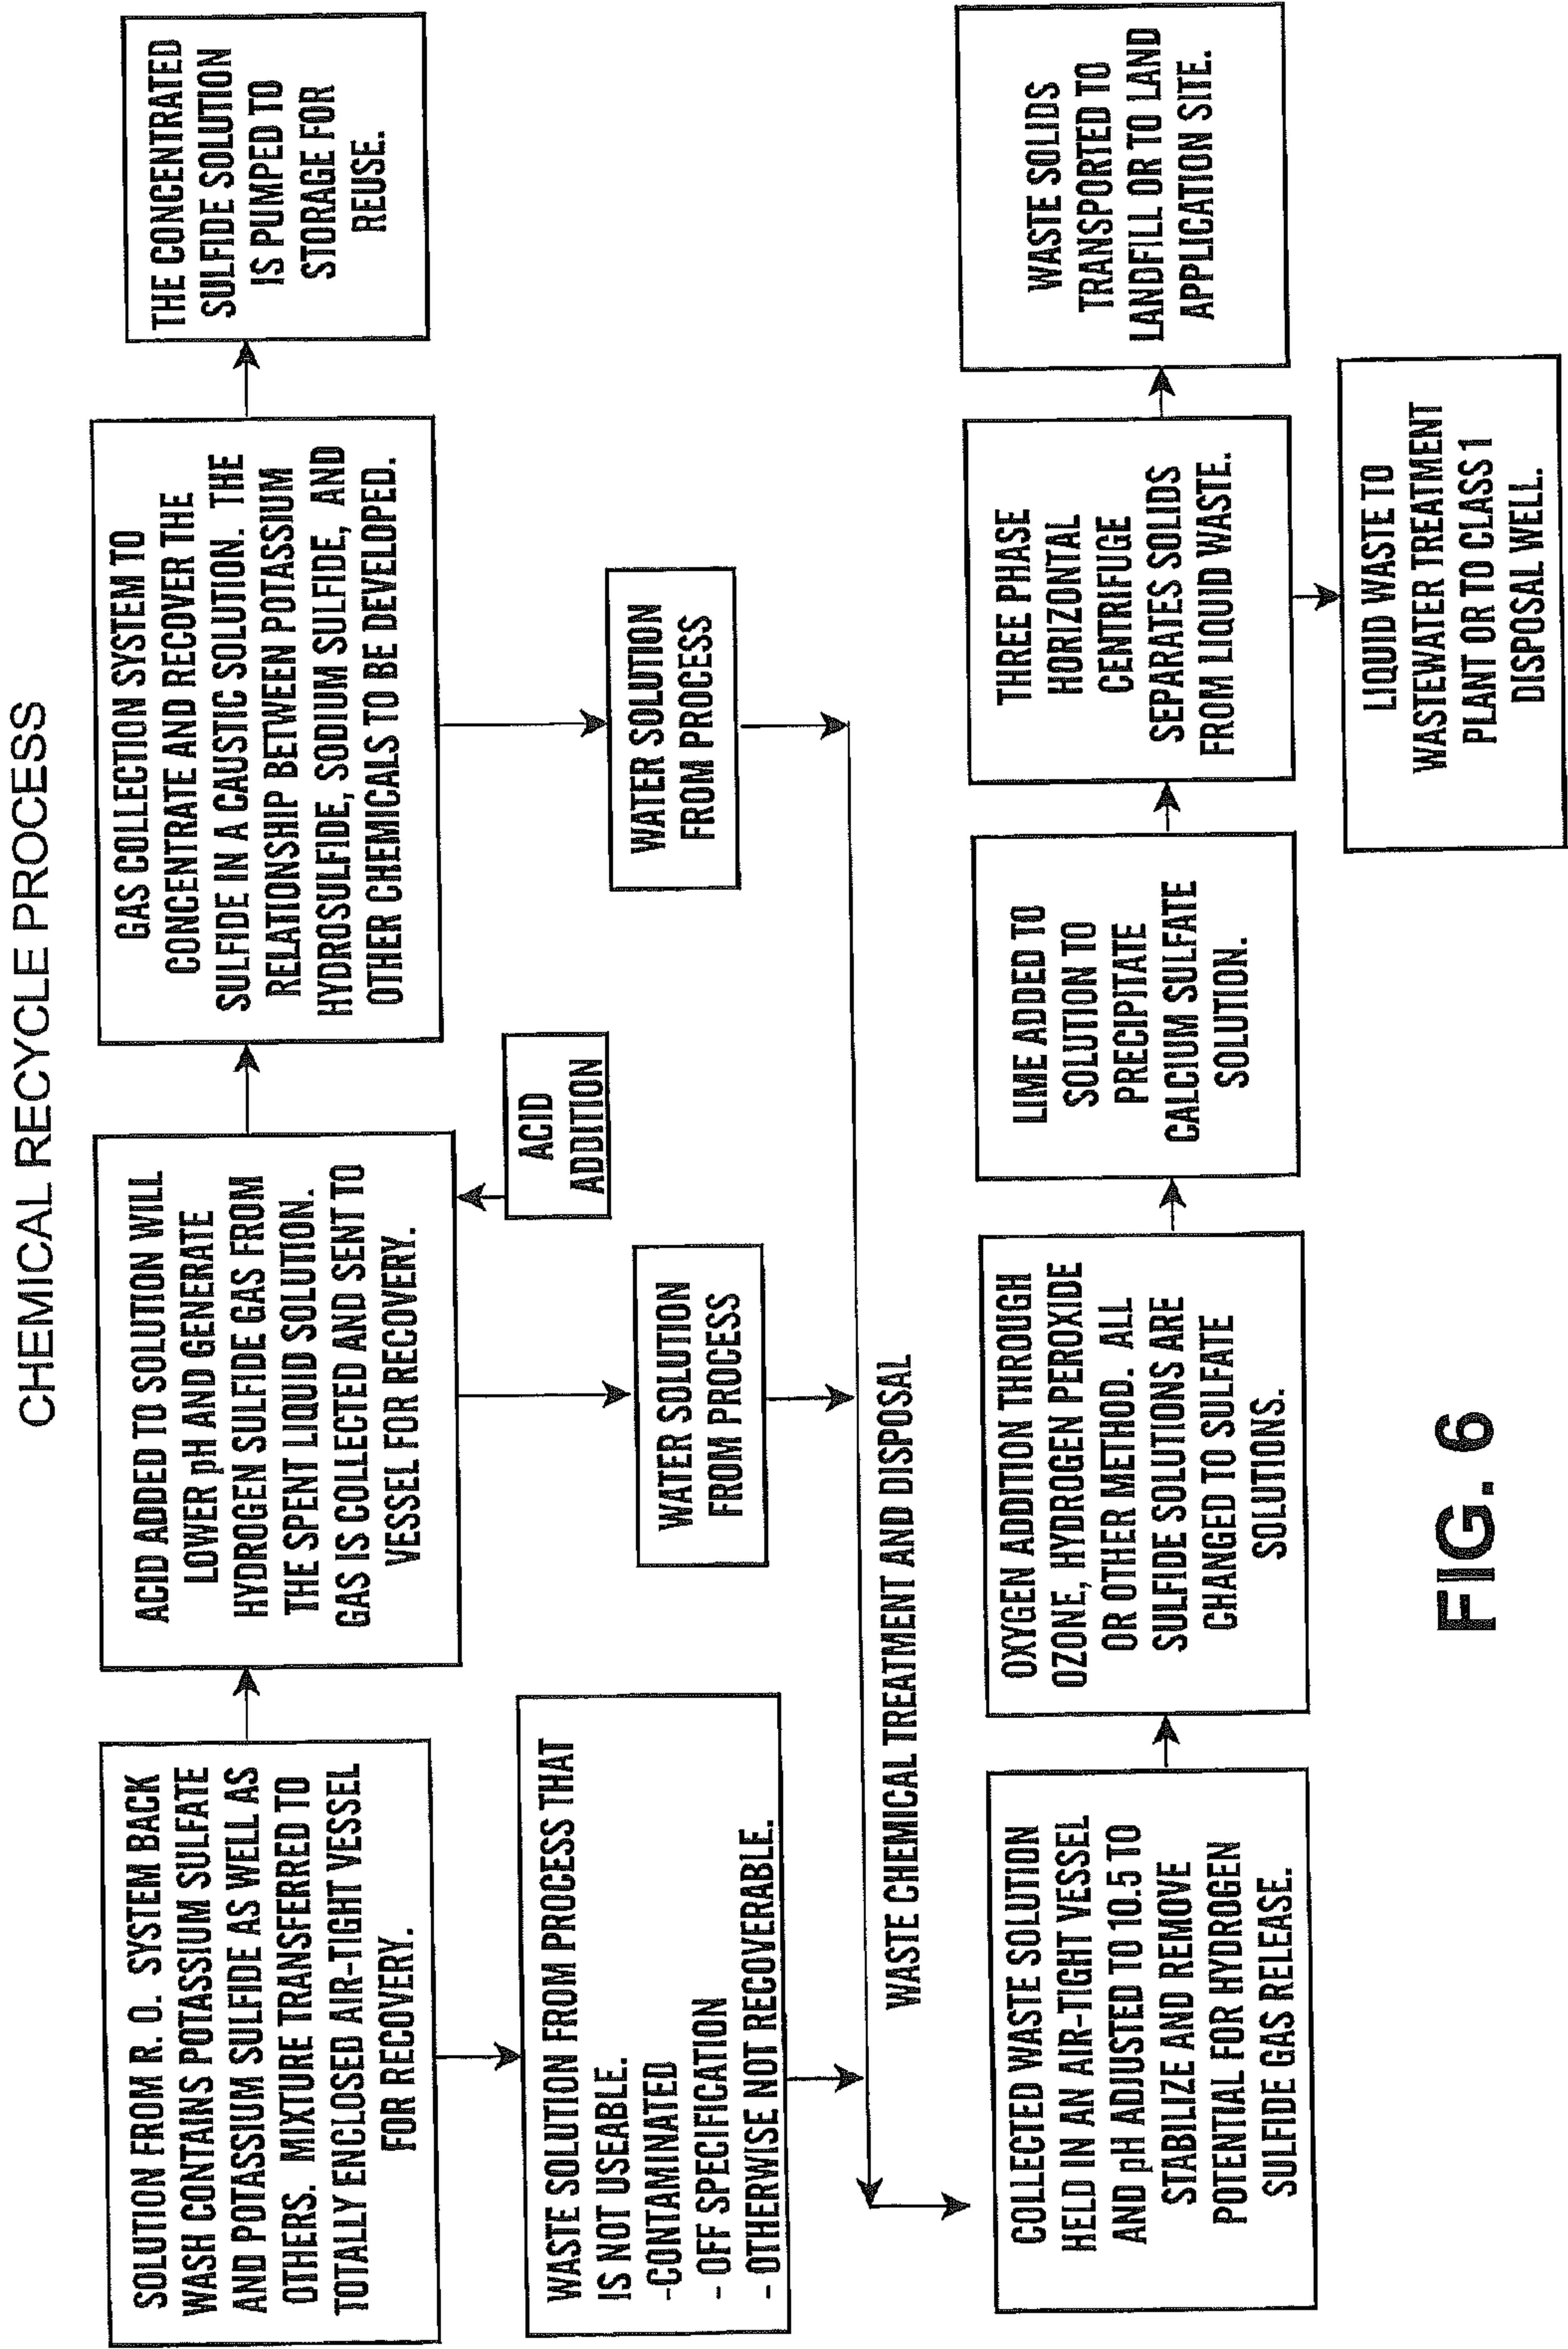 CHEMICAL RECYCLE PROCESS
SOLUTION FROM R. O. SYSTEM BACK
WASH CONTAINS POTASSIUM SULFATE
AND POTASSIUM SULFIDE AS WELL AS
OTHERS. MIXTURE TRANSFERRED TO
TOTALLY ENCLOSED AIR-TIGHT VESSEL
FOR RECOVERY.
ACID ADDED TO SOLUTION WILL
LOWER pH AND GENERATE
HYDROGEN SULFIDE GAS FROM
THE SPENT LIQUID SOLUTION.
GAS IS COLLECTED AND SENT TO
VESSEL FOR RECOVERY.
GAS COLLECTION SYSTEM TO
CONCENTRATE AND RECOVER THE
SULFIDE IN A CAUSTIC SOLUTION. THE
RELATIONSHIP BETWEEN POTASSIUM
HYDROSULFIDE, SODIUM SULFIDE, AND
OTHER CHEMICALS TO BE DEVELOPED.
THE CONCENTRATED
SULFIDE SOLUTION
IS PUMPED TO
STORAGE FOR
REUSE.
ACID
ADDITION
WASTE SOLUTION FROM PROCESS THAT
IS NOT USEABLE.
-CONTAMINATED
- OFF SPECIFICATION
- OTHERWISE NOT RECOVERABLE.
WATER SOLUTION
FROM PROCESS
WATER SOLUTION
FROM PROCESS
WASTE CHEMICAL TREATMENT AND DISPOSAL
COLLECTED WASTE SOLUTION
HELD IN AN AIR-TIGHT VESSEL
AND pH ADJUSTED TO 10.5 TO
STABILIZE AND REMOVE
POTENTIAL FOR HYDROGEN
SULFIDE GAS RELEASE.
OXYGEN ADDITION THROUGH
OZONE, HYDROGEN PEROXIDE
OR OTHER METHOD. ALL
SULFIDE SOLUTIONS ARE
CHANGED TO SULFATE
SOLUTIONS.
LIME ADDED TO
SOLUTION TO
PRECIPITATE
CALCIUM SULFATE
SOLUTION.
THREE PHASE
HORIZONTAL
CENTRIFUGE
SEPARATES SOLIDS
FROM LIQUID WASTE.
WASTE SOLIDS
TRANSPORTED TO
LANDFILL OR TO LAND
APPLICATION SITE.
LIQUID WASTE TO
WASTEWATER TREATMENT
PLANT OR TO CLASS 1
DISPOSAL WELL.
FIG. 6